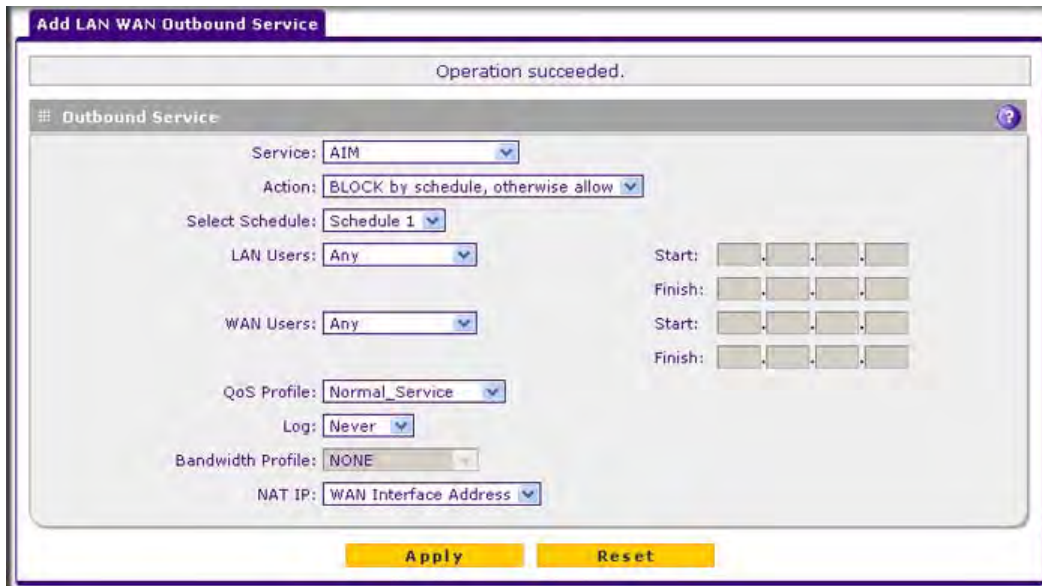 Add LAN WAN Outbound Service
Operation succeeded.
Outbound Service
?
Service: AIM
Action: BLOCK by schedule, otherwise allow
Select Schedule: Schedule 1
LAN Users: Any Start: . . .
Finish: . . .
WAN Users: Any Start: . . .
Finish: . . .
QoS Profile: Normal_Service
Log: Never
Bandwidth Profile: NONE
NAT IP: WAN Interface Address
Apply Reset